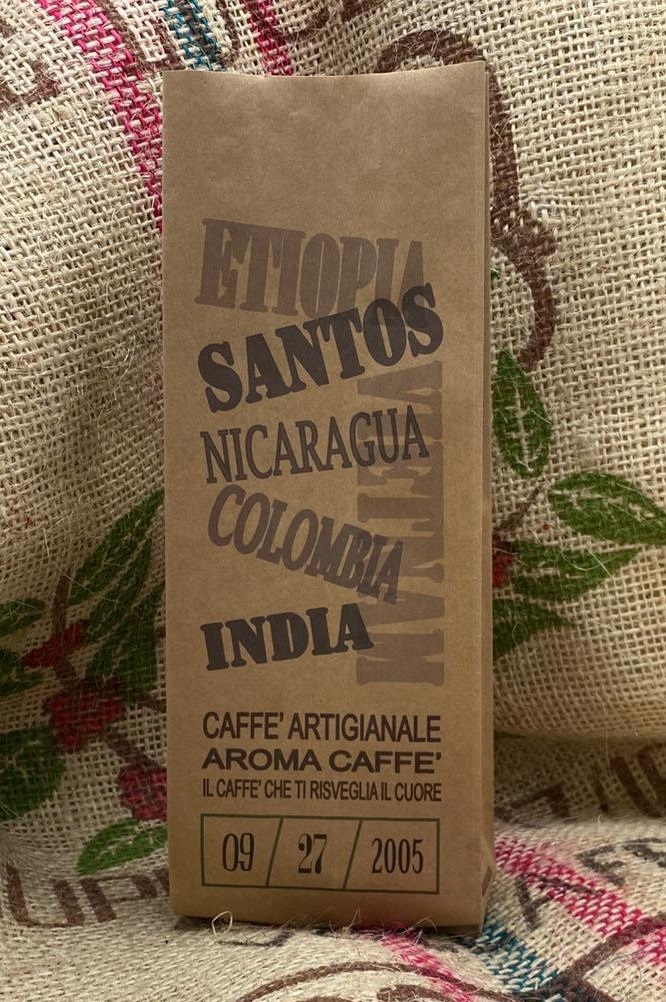 ETIOPIA
SANTOS
VIETNAM
NICARAGUA
COLOMBIA
INDIA
CAFFE' ARTIGIANALE
AROMA CAFFE'
IL CAFFE' CHE TI RISVEGLIA IL CUORE
09 / 27 / 2005